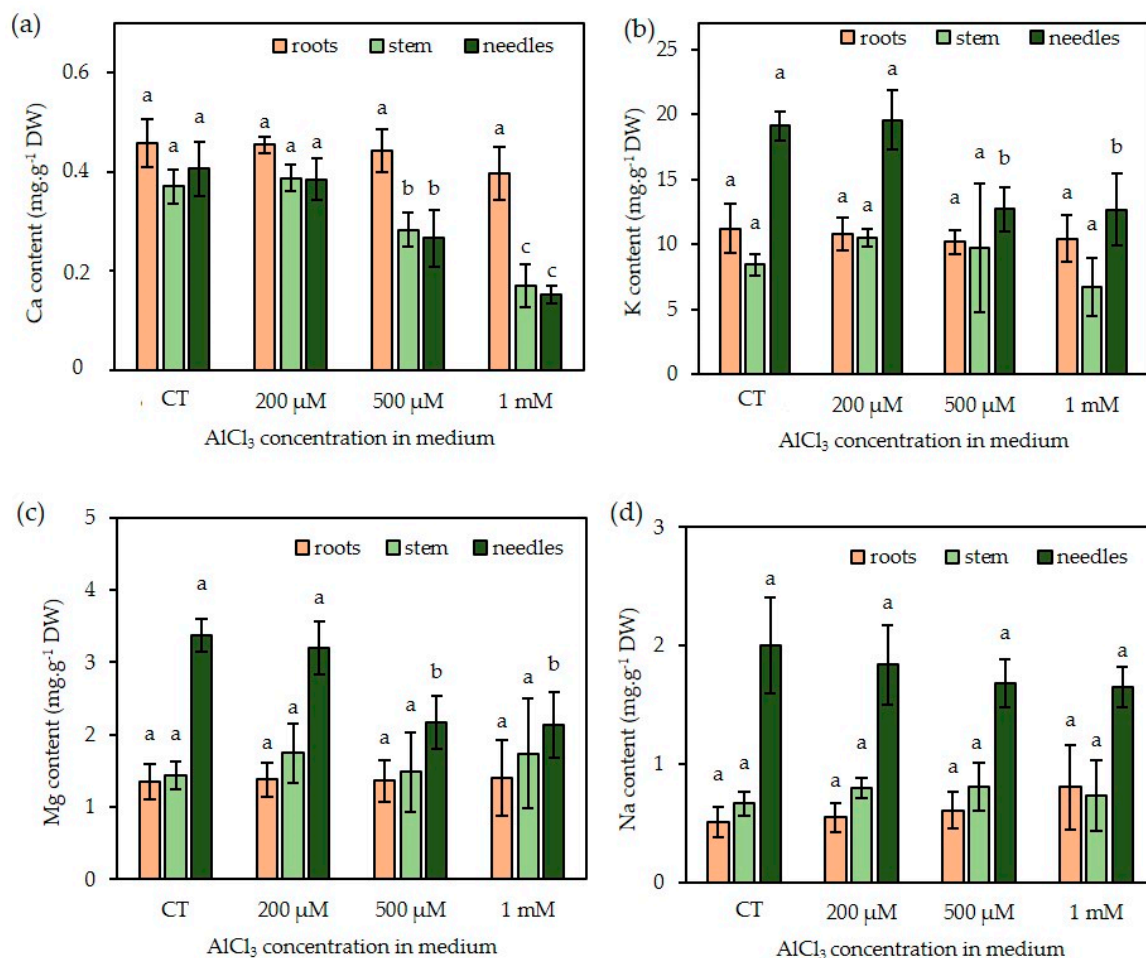 (a)
roots stem needles
Ca content (mg.g⁻¹ DW)
0.6
0.4
0.2
0
a a a
a a a
a b b
a c c
CT 200 µM 500 µM 1 mM
AlCl₃ concentration in medium
(b)
roots stem needles
K content (mg.g⁻¹ DW)
25
20
15
10
5
0
a a a
a a a
a a b
a a b
CT 200 µM 500 µM 1 mM
AlCl₃ concentration in medium
(c)
roots stem needles
Mg content (mg.g⁻¹ DW)
5
4
3
2
1
0
a a a
a a a
a a b
a a b
CT 200 µM 500 µM 1 mM
AlCl₃ concentration in medium
(d)
roots stem needles
Na content (mg.g⁻¹ DW)
3
2
1
0
a a a
a a a
a a a
a a a
CT 200 µM 500 µM 1 mM
AlCl₃ concentration in medium